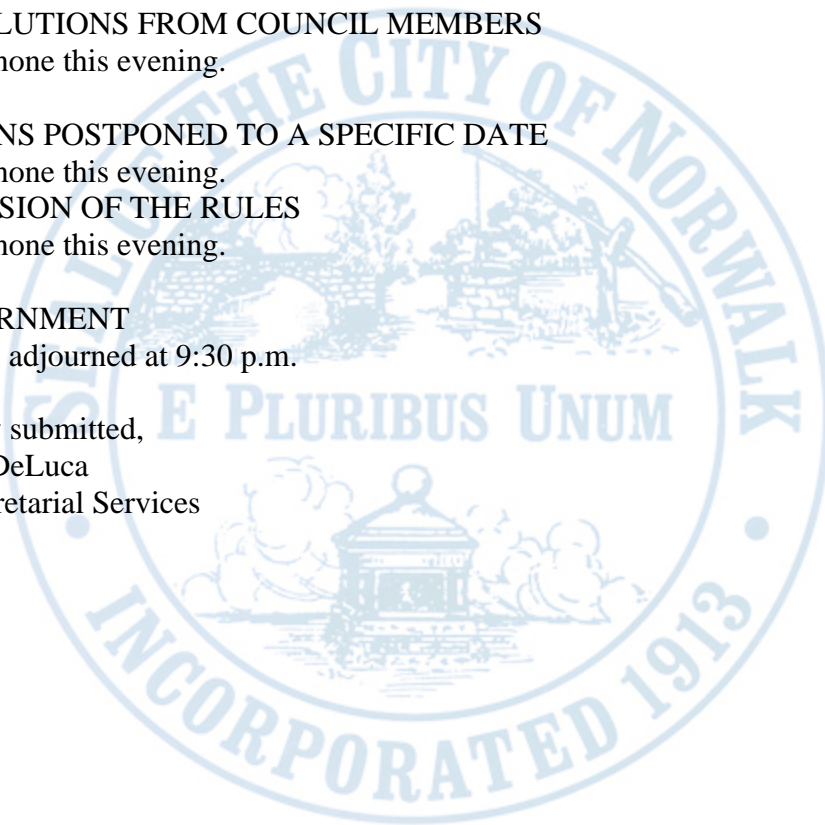 LUTIONS FROM COUNCIL MEMBERS
none this evening.
NS POSTPONED TO A SPECIFIC DATE
none this evening.
SION OF THE RULES
none this evening.
RNMENT
adjourned at 9:30 p.m.
submitted,
DeLuca
retarial Services
SEAL OF THE CITY OF NORWALK
E PLURIBUS UNUM
INCORPORATED 1913